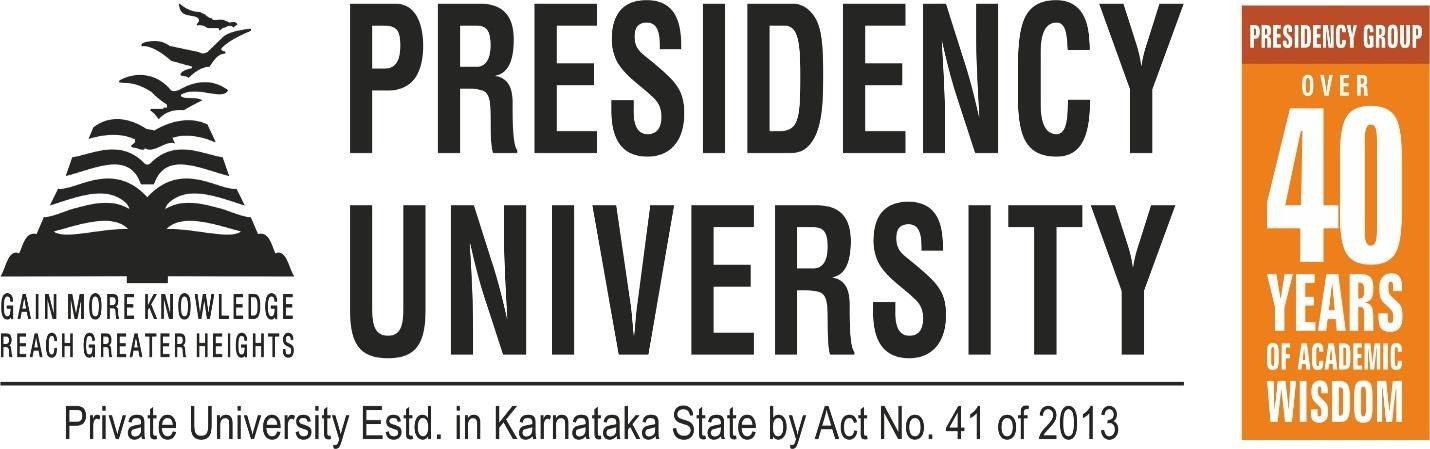 GAIN MORE KNOWLEDGE
REACH GREATER HEIGHTS
PRESIDENCY
UNIVERSITY
Private University Estd. in Karnataka State by Act No. 41 of 2013
PRESIDENCY GROUP
OVER
40
YEARS
OF ACADEMIC
WISDOM